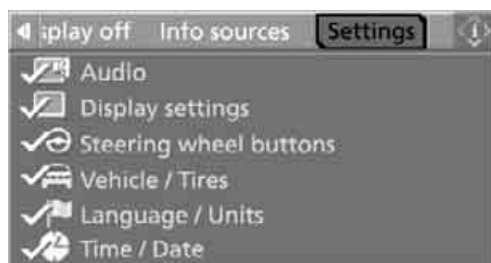 splay off Info sources Settings i
Audio
Display settings
Steering wheel buttons
Vehicle / Tires
Language / Units
Time / Date